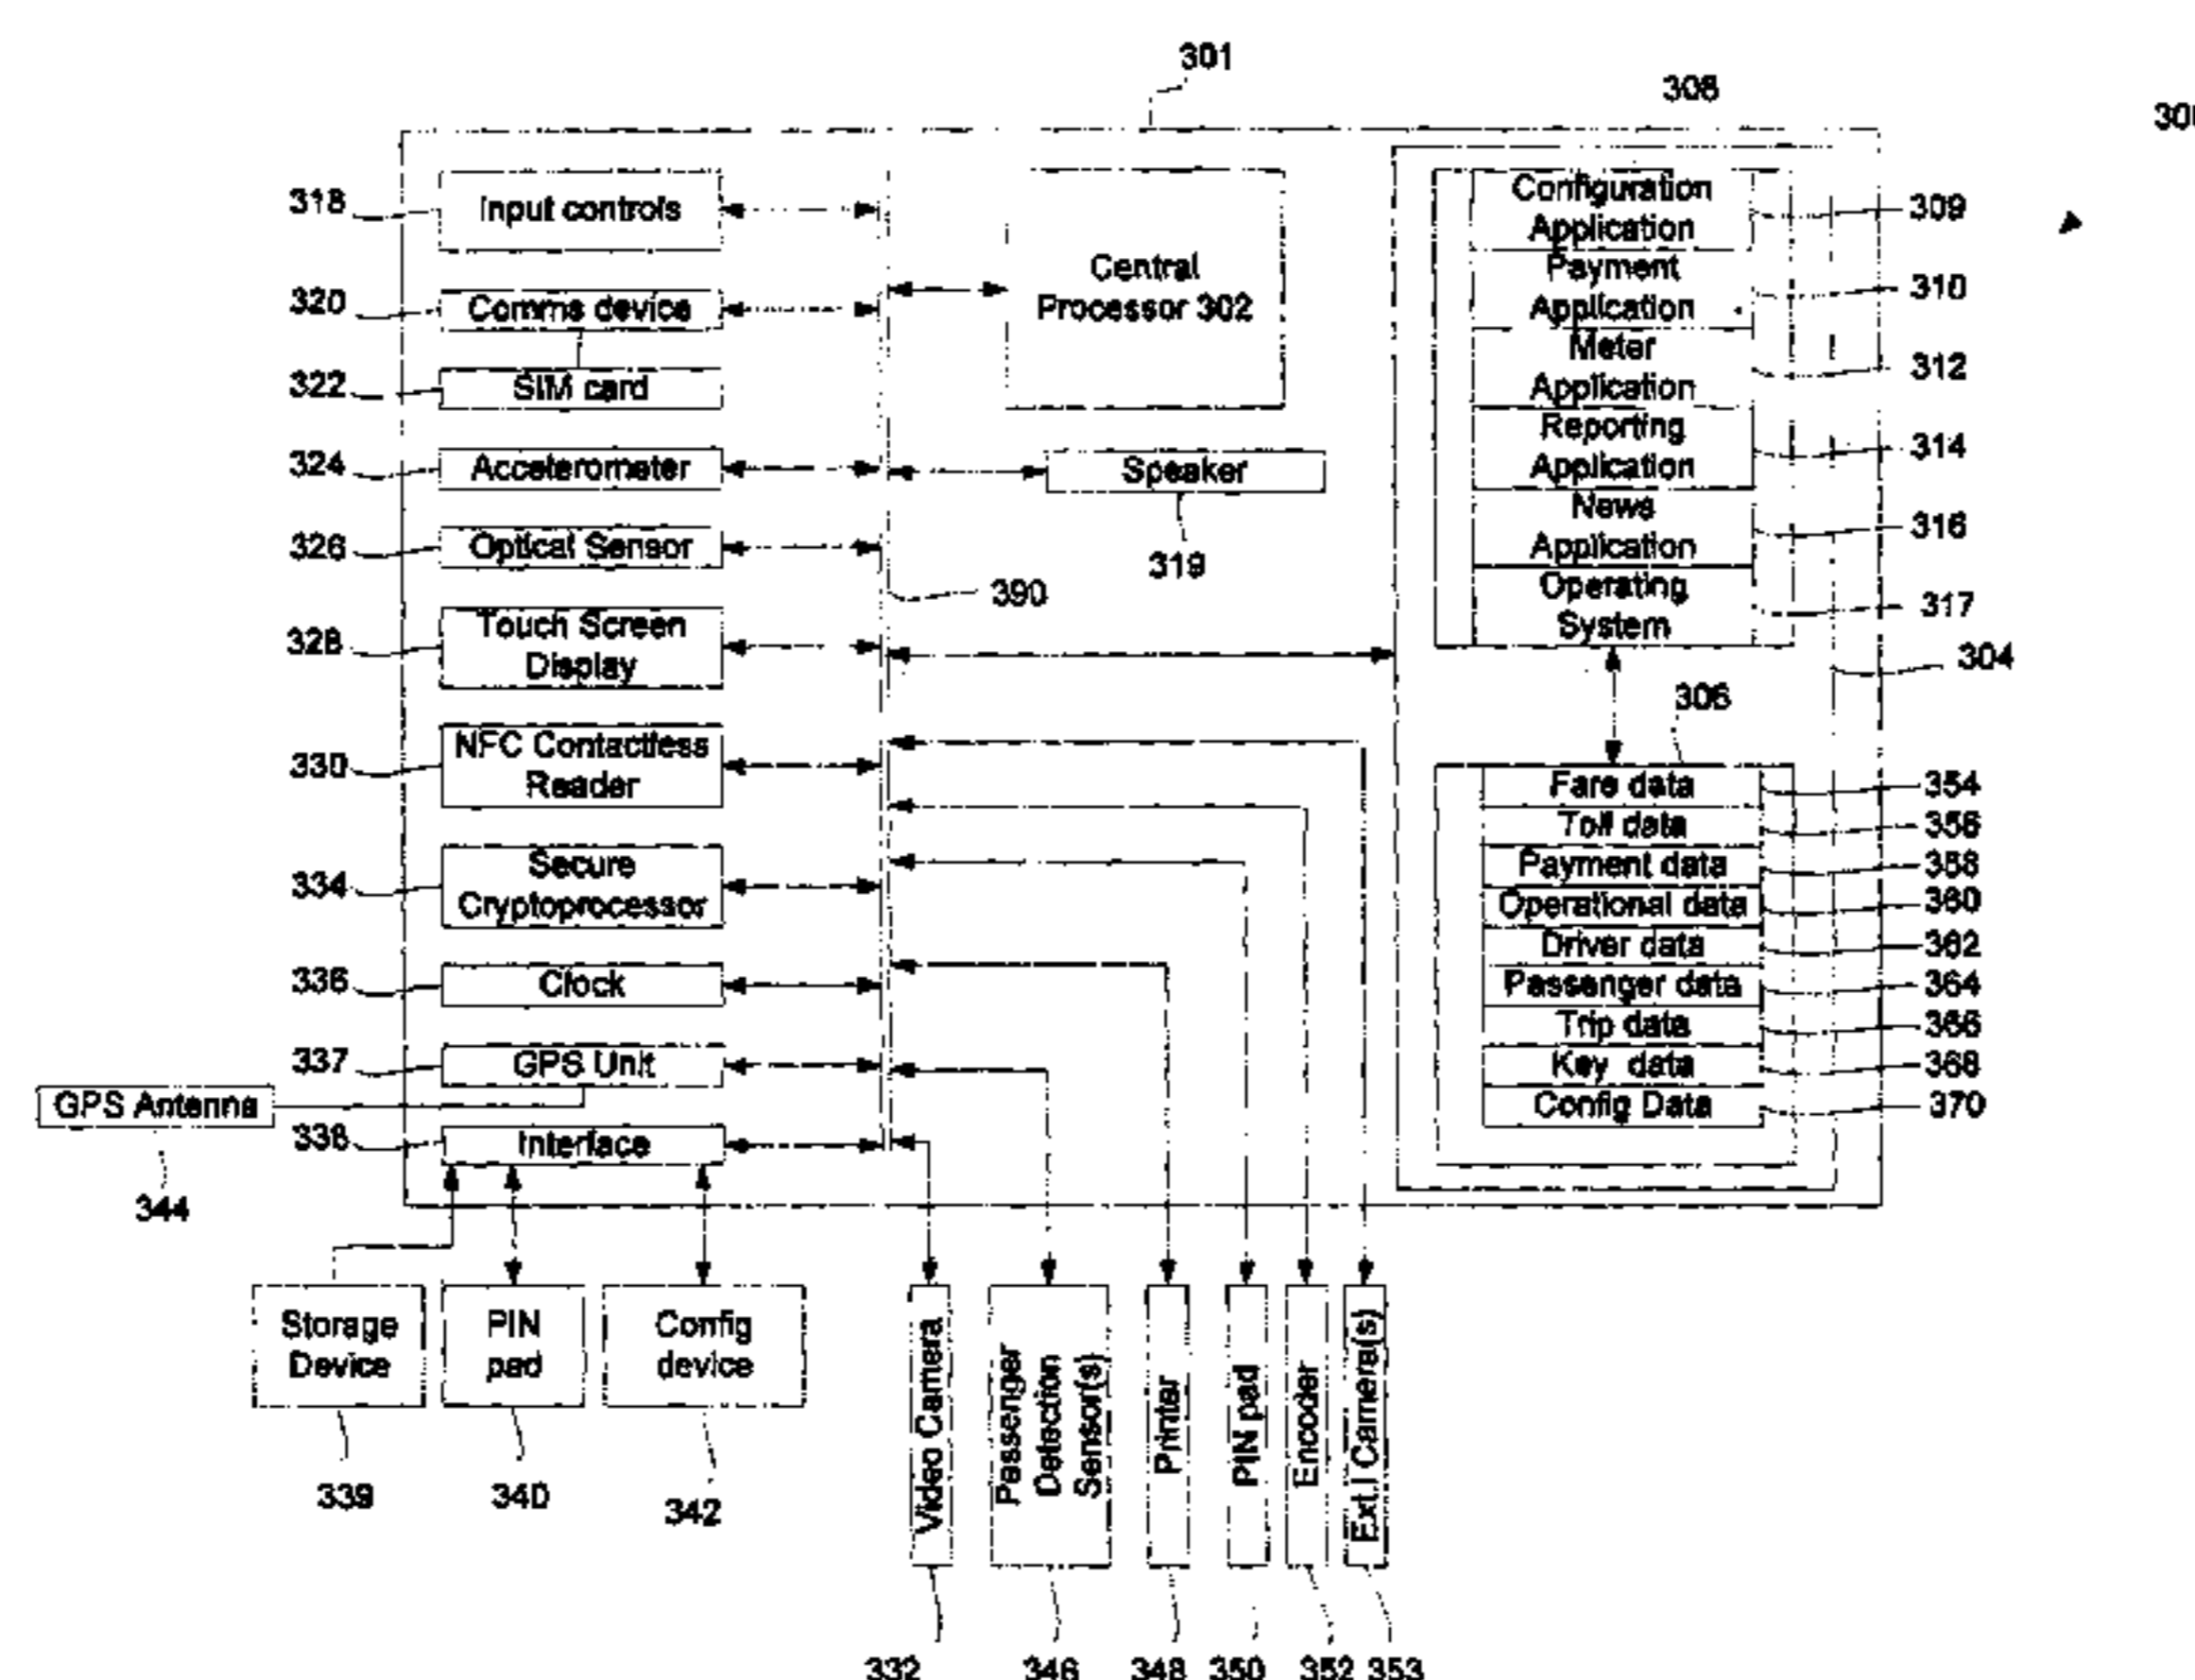 301
308
318
Input controls
320
Comms device
322
SIM card
324
Accelerometer
326
Optical Sensor
328
Touch Screen
Display
330
NFC Contactless
Reader
334
Secure
Cryptoprocessor
336
Clock
337
GPS Unit
GPS Antenna
344
338
Interface
Central
Processor 302
Speaker
319
390
Configuration
Application
309
Payment
Application
310
Meter
Application
312
Reporting
Application
314
News
Application
316
Operating
System
317
304
306
Fare data
354
Toll data
356
Payment data
358
Operational data
360
Driver data
362
Passenger data
364
Trip data
366
Key data
368
Config Data
370
Storage
Device
339
PIN
pad
340
Config
device
342
Video Camera
332
Passenger
Detection
Sensor(s)
346
Printer
348
PIN pad
350
Encoder
352
Ext.l Camera(s)
353